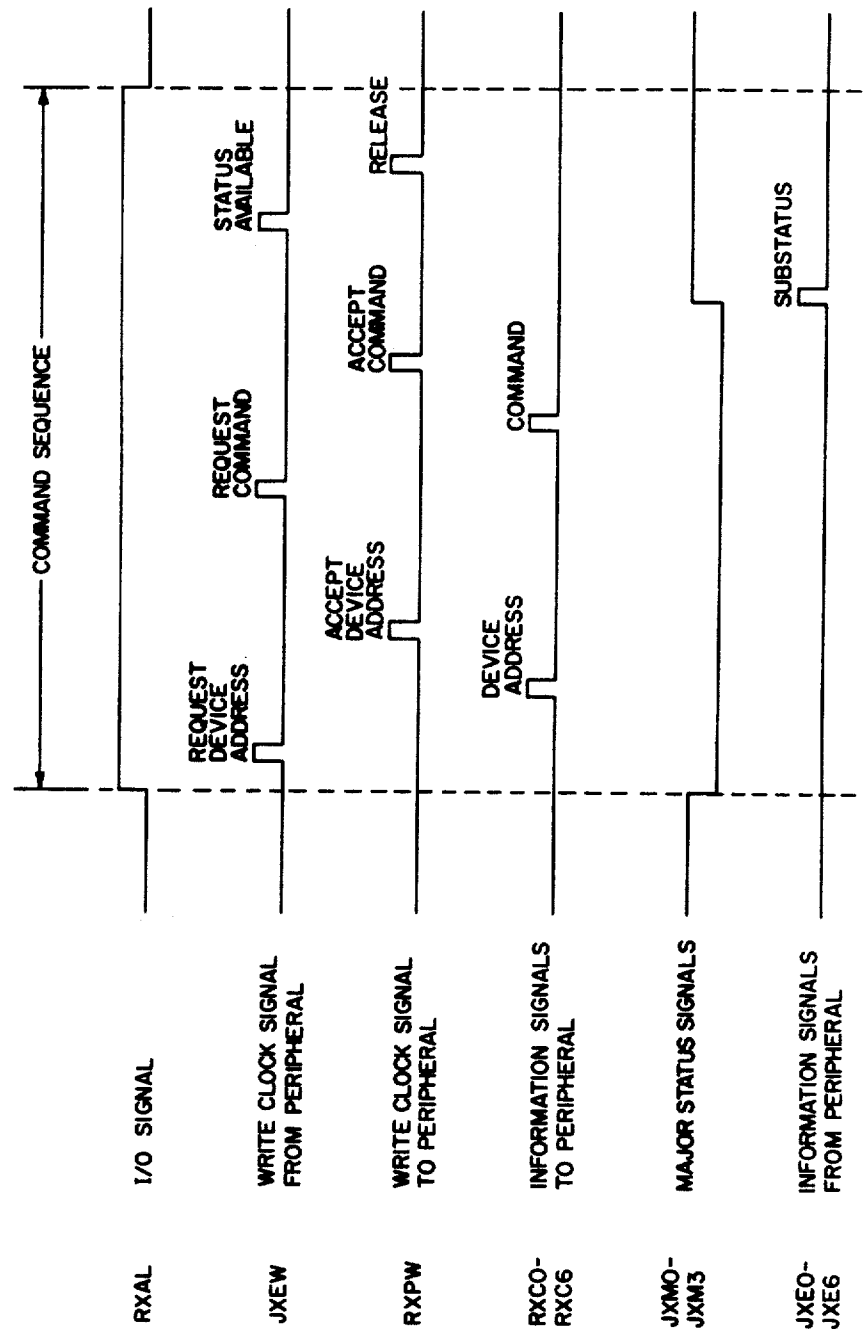 COMMAND SEQUENCE
RXAL
I/O SIGNAL
JXEW
WRITE CLOCK SIGNAL
FROM PERIPHERAL
REQUEST
DEVICE
ADDRESS
REQUEST
COMMAND
STATUS
AVAILABLE
RXPW
WRITE CLOCK SIGNAL
TO PERIPHERAL
ACCEPT
DEVICE
ADDRESS
ACCEPT
COMMAND
RELEASE
RXC0-
RXC6
INFORMATION SIGNALS
TO PERIPHERAL
DEVICE
ADDRESS
COMMAND
JXM0-
JXM3
MAJOR STATUS SIGNALS
JXE0-
JXE6
INFORMATION SIGNALS
FROM PERIPHERAL
SUBSTATUS